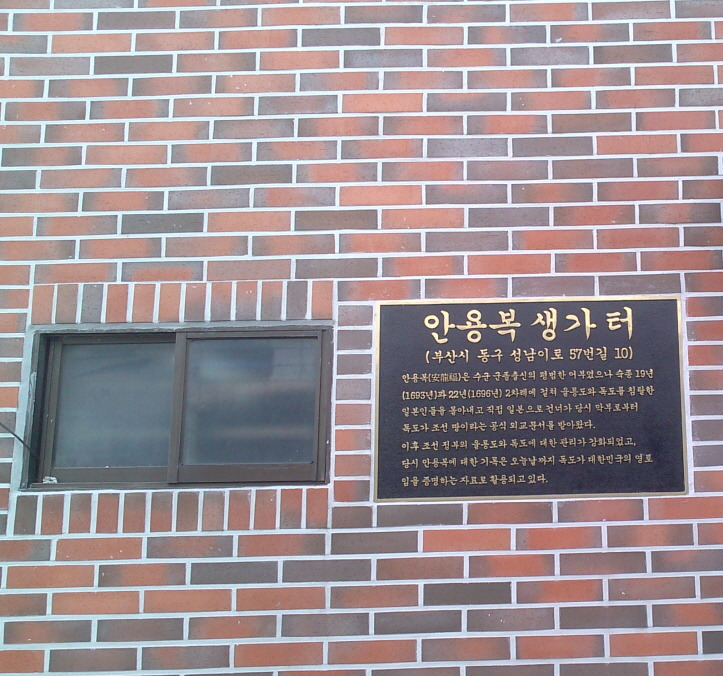 안용복 생가 터
(부산시 동구 성남이로 57번길 10)
안용복(安龍福)은 수군 군졸출신의 평범한 어부였으나 숙종 19년
(1693년)과 22년(1696년) 2차례에 걸쳐 울릉도와 독도를 침탈한
일본인들을 쫓아내고 직접 일본으로 건너가 당시 막부로부터
독도가 조선 땅이라는 공식 외교문서를 받아왔다.
이후 조선 정부의 울릉도와 독도에 대한 관리가 강화되었고,
당시 안용복에 대한 기록은 오늘날까지 독도가 대한민국의 영토
임을 증명하는 자료로 활용되고 있다.